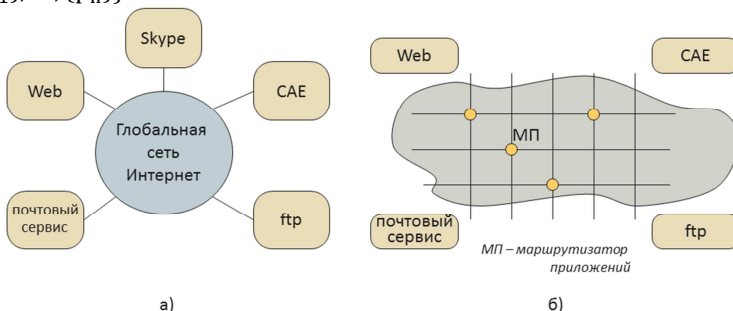 Skype
Web
CAE
Глобальная
сеть
Интернет
почтовый
сервис
ftp
а)
Web
CAE
МП
почтовый
сервис
ftp
МП – маршрутизатор
приложений
б)